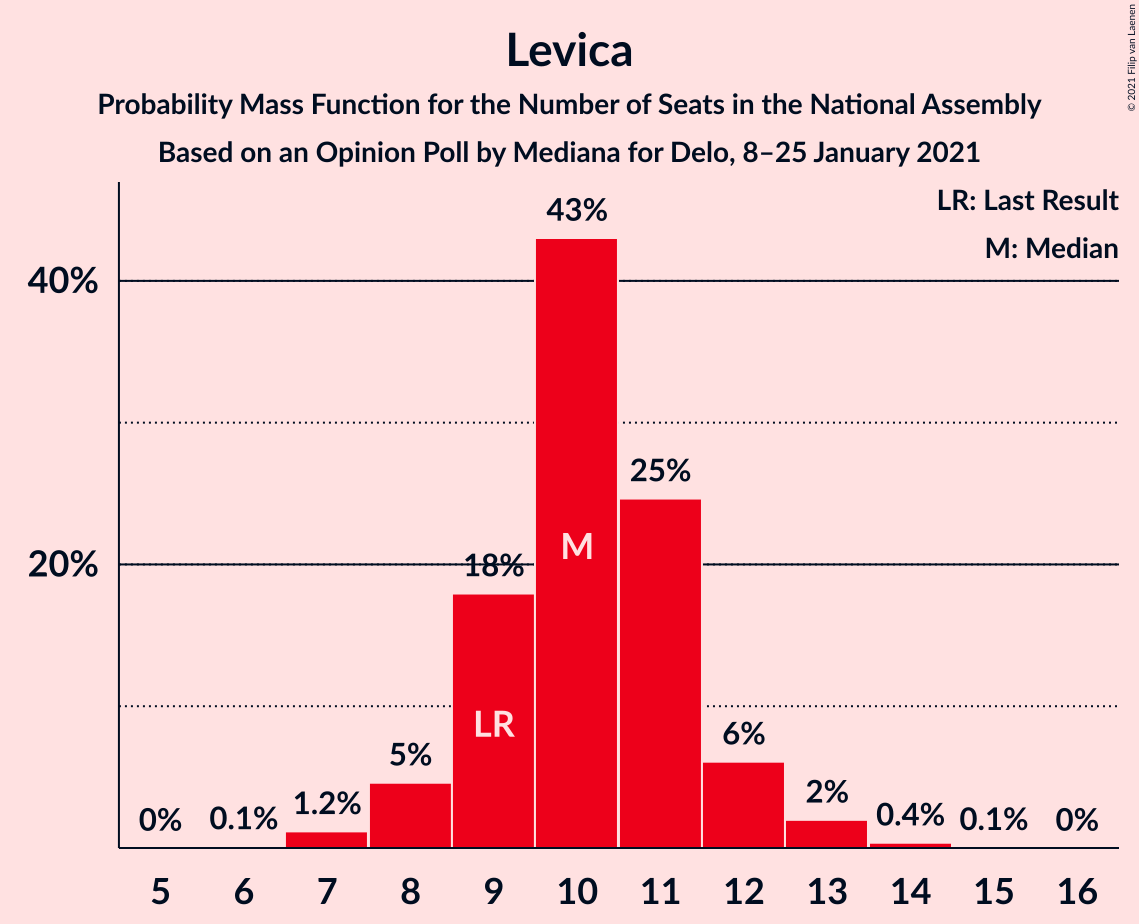 © 2021 Filip van Laenen
Levica
Probability Mass Function for the Number of Seats in the National Assembly
Based on an Opinion Poll by Mediana for Delo, 8–25 January 2021
LR: Last Result
M: Median
40%
20%
0%
0.1%
1.2%
5%
18%
LR
43%
M
25%
6%
2%
0.4%
0.1%
0%
5 6 7 8 9 10 11 12 13 14 15 16